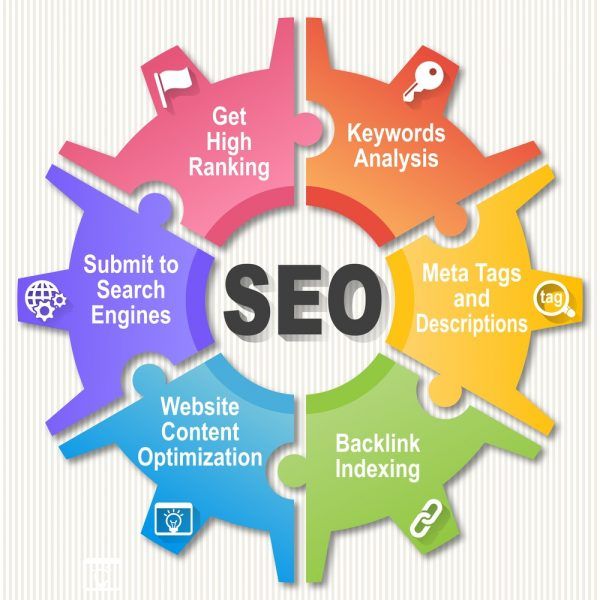 Get
High
Ranking
Keywords
Analysis
Submit to
Search
Engines
SEO
Meta Tags
and
Descriptions
tag
Website
Content
Optimization
Backlink
Indexing